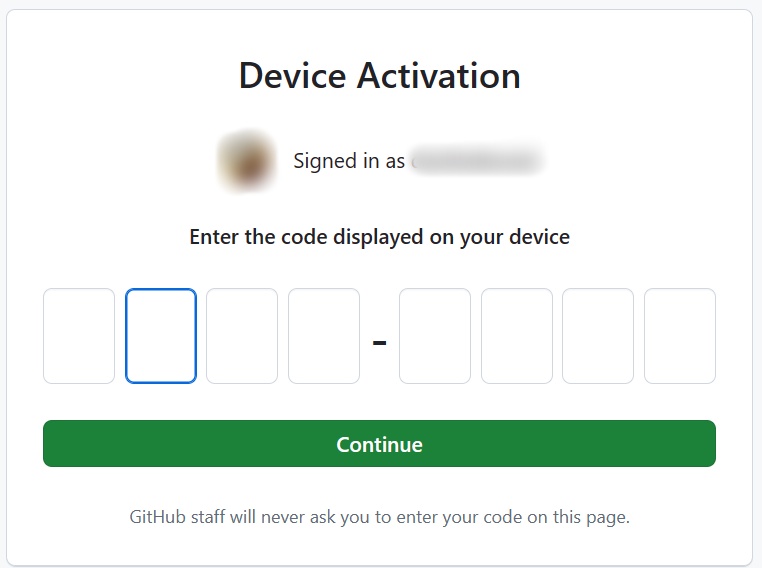 Device Activation
Signed in as
Enter the code displayed on your device
-
Continue
GitHub staff will never ask you to enter your code on this page.